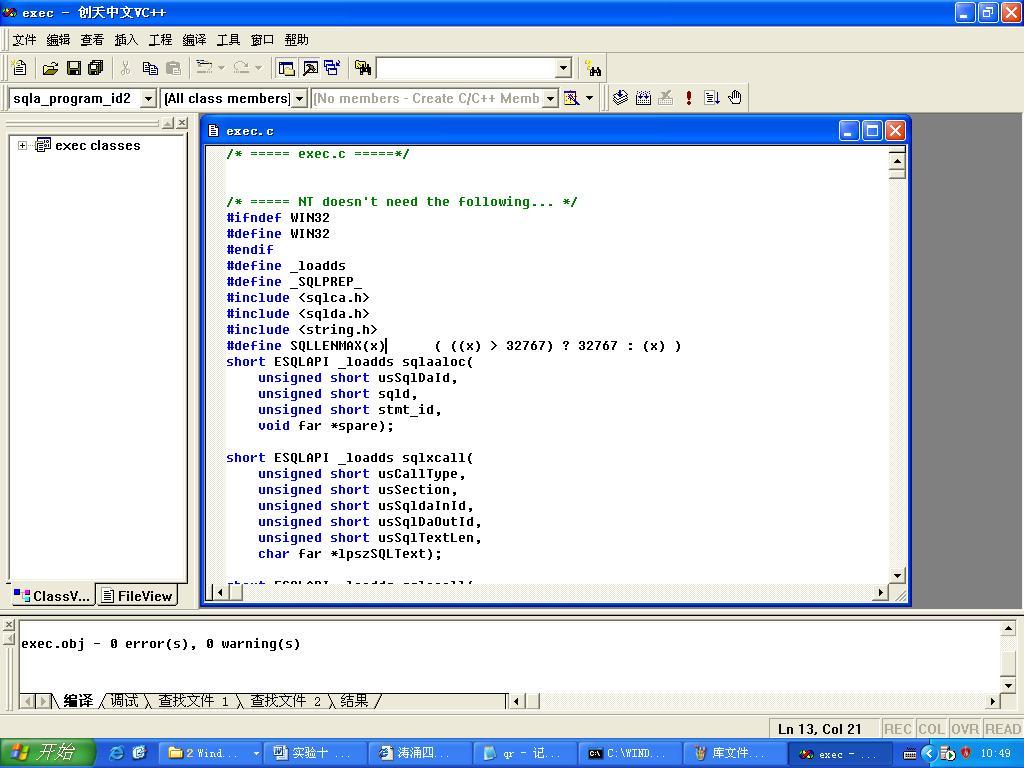 exec - 创天中文VC++
文件 编辑 查看 插入 工程 编译 工具 窗口 帮助
sqla_program_id2 [All class members] [No members - Create C/C++ Memb
exec classes
exec.c
/* ===== exec.c =====*/
/* ===== NT doesn't need the following... */
#ifndef WIN32
#define WIN32
#endif
#define _loadds
#define _SQLPREP_
#include <sqlca.h>
#include <sqlda.h>
#include <string.h>
#define SQLLENMAX(x) ( ((x) > 32767) ? 32767 : (x) )
short ESQLAPI _loadds sqlaaloc(
unsigned short usSqlDaId,
unsigned short sqld,
unsigned short stmt_id,
void far *spare);
short ESQLAPI _loadds sqlxcall(
unsigned short usCallType,
unsigned short usSection,
unsigned short usSqldaInId,
unsigned short usSqlDaOutId,
unsigned short usSqlTextLen,
char far *lpszSQLText);
ClassV... FileView
exec.obj - 0 error(s), 0 warning(s)
编译 调试 查找文件 1 查找文件 2 结果
Ln 13, Col 21 REC COL OVR READ
开始 2 Wind... 实验十 ... 涛涌四... qr - 记... C:\WIND... 库文件... exec - ... 10:49